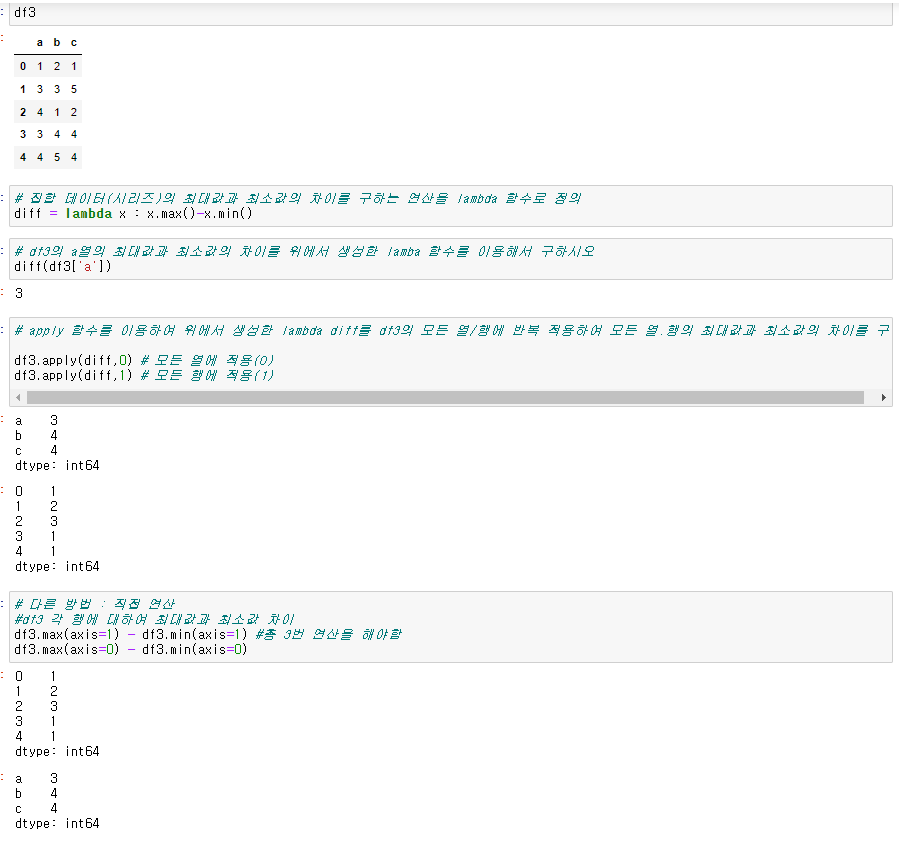 df3
a b c
0 1 2 1
1 3 3 5
2 4 1 2
3 3 4 4
4 4 5 4
# 집합 데이터(시리즈)의 최대값과 최소값의 차이를 구하는 연산을 lambda 함수로 정의
diff = lambda x : x.max()-x.min()
# df3의 a열의 최대값과 최소값의 차이를 위에서 생성한 lamba 함수를 이용해서 구하시오
diff(df3['a'])
3
# apply 함수를 이용하여 위에서 생성한 lambda diff를 df3의 모든 열/행에 반복 적용하여 모든 열.행의 최대값과 최소값의 차이를 구
df3.apply(diff,0) # 모든 열에 적용(0)
df3.apply(diff,1) # 모든 행에 적용(1)
a 3
b 4
c 4
dtype: int64
0 1
1 2
2 3
3 1
4 1
dtype: int64
# 다른 방법 : 직접 연산
#df3 각 행에 대하여 최대값과 최소값 차이
df3.max(axis=1) - df3.min(axis=1) #총 3번 연산을 해야함
df3.max(axis=0) - df3.min(axis=0)
0 1
1 2
2 3
3 1
4 1
dtype: int64
a 3
b 4
c 4
dtype: int64